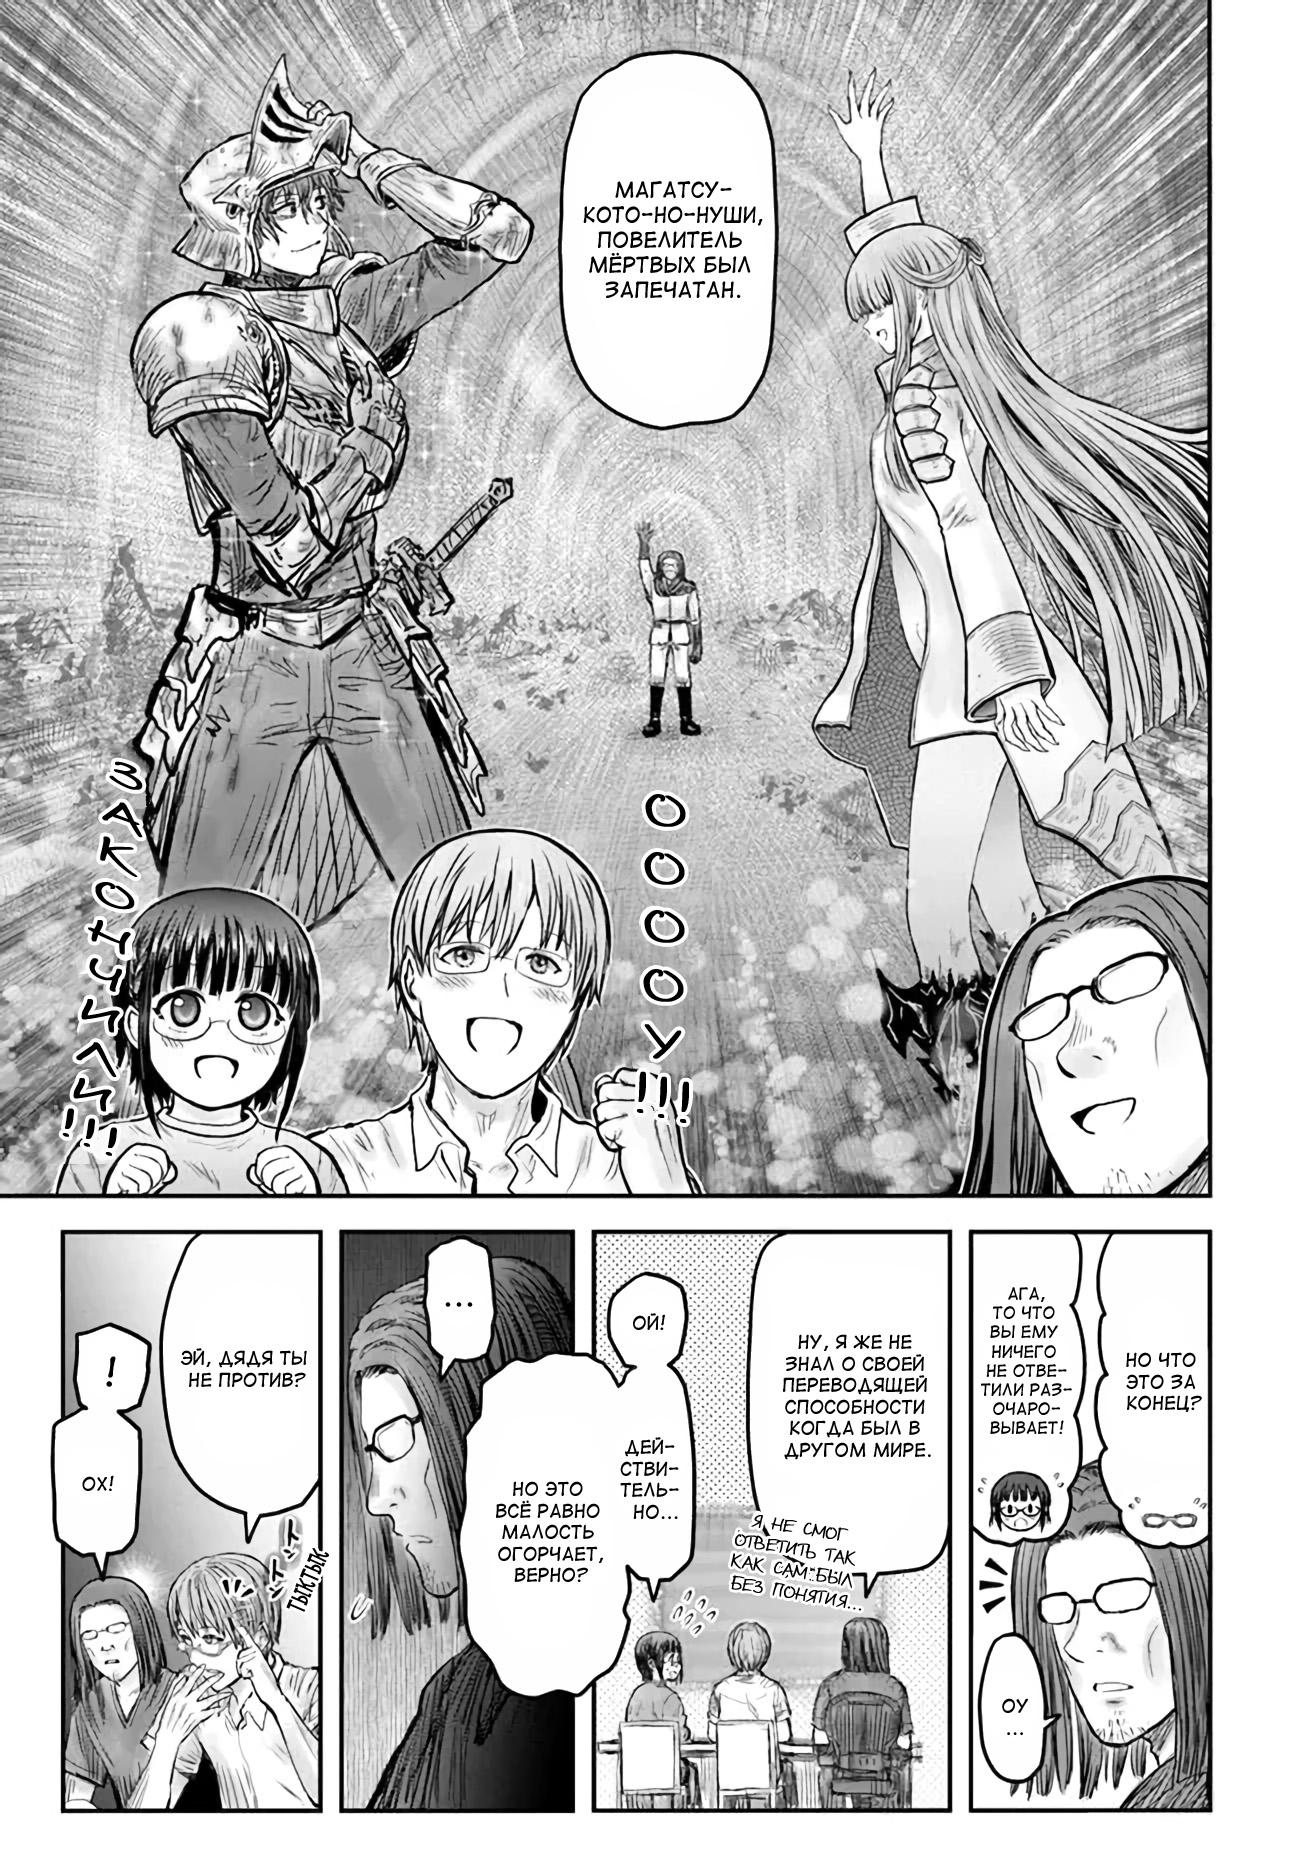 МАГАТСУ-
КОТО-НО-НУШИ,
ПОВЕЛИТЕЛЬ
МЁРТВЫХ БЫЛ
ЗАПЕЧАТАН.
ООООУ!!!
НО ЧТО
ЭТО ЗА
КОНЕЦ?
АГА,
ТО ЧТО
ВЫ ЕМУ
НИЧЕГО
НЕ ОТВЕ-
ТИЛИ РАЗ-
ОЧАРО-
ВЫВАЕТ!
ОУ
...
НУ, Я ЖЕ НЕ
ЗНАЛ О СВОЕЙ
ПЕРЕВОДЯЩЕЙ
СПОСОБНОСТИ
КОГДА БЫЛ В
ДРУГОМ МИРЕ.
Я НЕ СМОГ
ОТВЕТИТЬ ТАК
КАК САМ БЫЛ
БЕЗ ПОНЯТИЯ...
ОЙ!
ДЕЙ-
СТВИ-
ТЕЛЬ-
НО...
НО ЭТО
ВСЁ РАВНО
МАЛОСТЬ
ОГОРЧАЕТ,
ВЕРНО?
...
ЭЙ, ДЯДЯ ТЫ
НЕ ПРОТИВ?
ТЫКТЫК
!
ОХ!